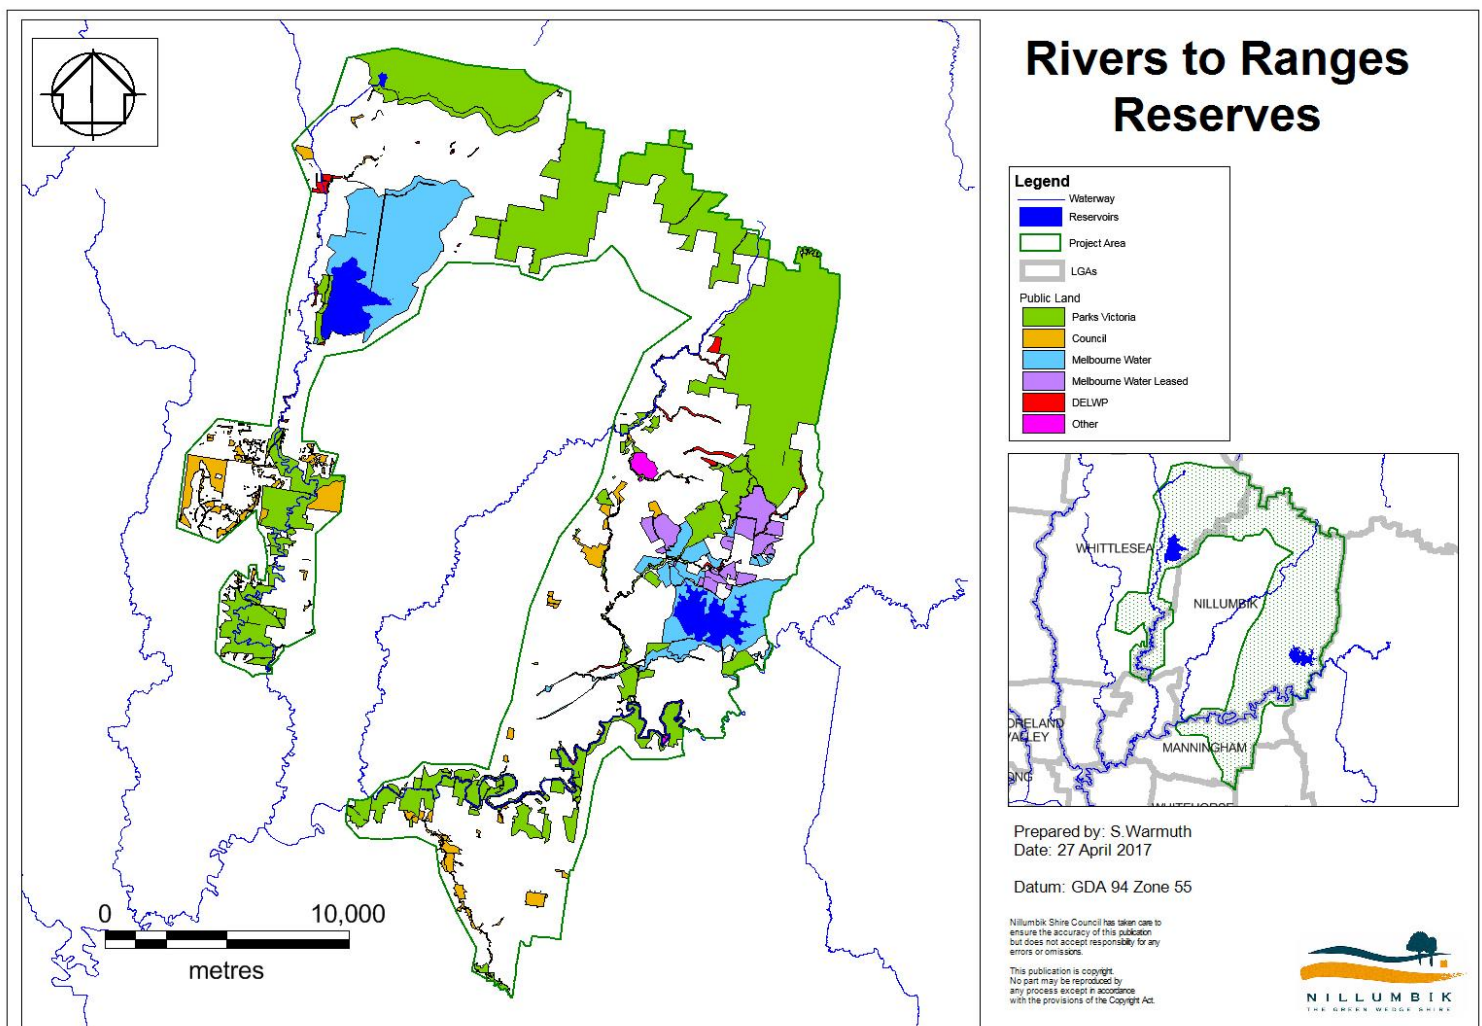 Rivers to Ranges
Reserves
Legend
Waterway
Reservoirs
Project Area
LGAs
Public Land
Parks Victoria
Council
Melbourne Water
Melbourne Water Leased
DELWP
Other
WHITTLESEA
NILLUMBIK
MANNINGHAM
Prepared by: S.Warmuth
Date: 27 April 2017
Datum: GDA 94 Zone 55
0 10,000
metres
Nillumbik Shire Council has taken care to
ensure the accuracy of this publication
but does not accept responsibility for any
errors or omissions.
This publication is copyright.
No part may be reproduced by
any process except in accordance
with the provisions of the Copyright Act.
NILLUMBIK
THE GREEN WEDGE SHIRE